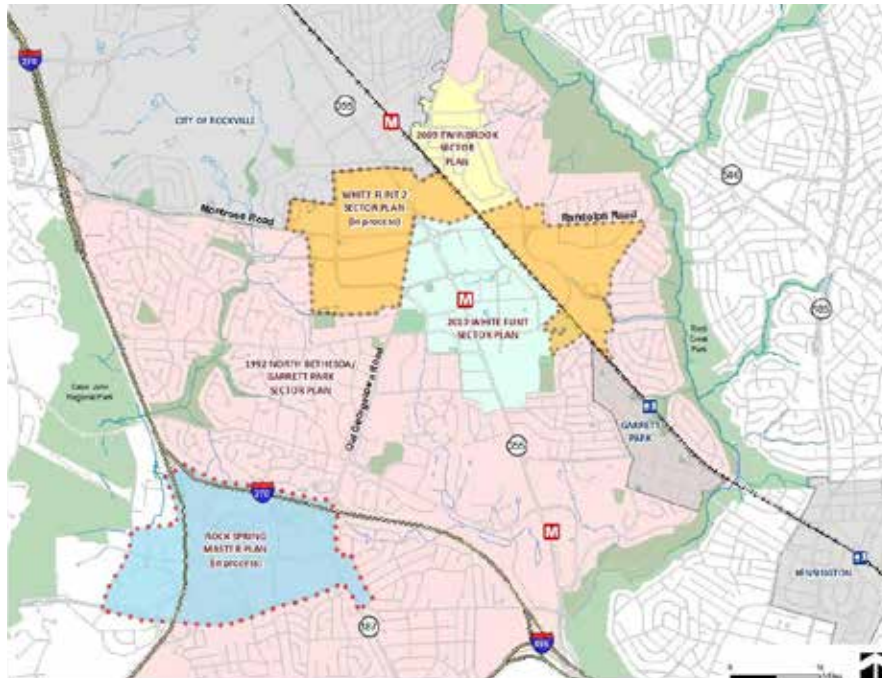 270
CITY OF ROCKVILLE
355
M
2009 TWINBROOK
SECTOR
PLAN
586
WHITE FLINT 2
SECTOR PLAN
(in process)
Montrose Road
Randolph Road
M
2010 WHITE FLINT
SECTOR PLAN
Rock
Creek
Park
1992 NORTH BETHESDA/
GARRETT PARK
SECTOR PLAN
Old Georgetown Road
Cabin John
Regional Park
GARRETT
PARK
355
270
M
ROCK SPRING
MASTER PLAN
(in process)
KENSINGTON
187
495
0